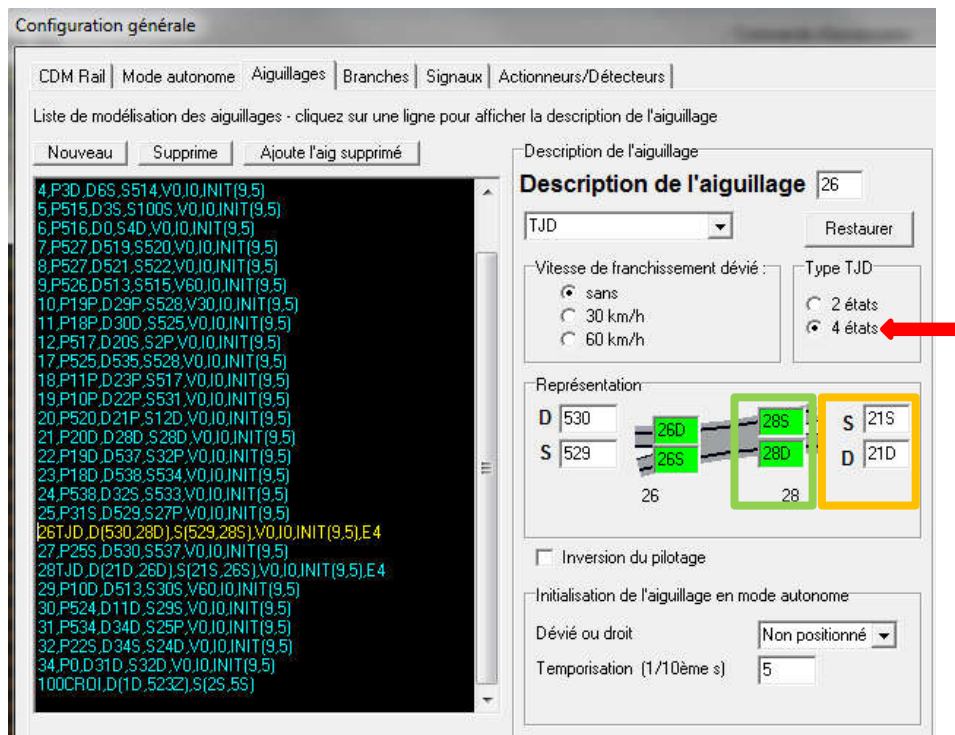 Configuration générale
CDM Rail Mode autonome Aiguillages Branches Signaux Actionneurs/Détecteurs
Liste de modélisation des aiguillages - cliquez sur une ligne pour afficher la description de l'aiguillage
Nouveau Supprime Ajoute l'aig supprimé
4,P3D,D6S,S514,V0,I0,INIT(9,5)
5,P515,D3S,S100S,V0,I0,INIT(9,5)
6,P516,D0,S4D,V0,I0,INIT(9,5)
7,P527,D519,S520,V0,I0,INIT(9,5)
8,P527,D521,S522,V0,I0,INIT(9,5)
9,P526,D513,S515,V60,I0,INIT(9,5)
10,P19P,D29P,S528,V30,I0,INIT(9,5)
11,P18P,D30D,S525,V0,I0,INIT(9,5)
12,P517,D20S,S2P,V0,I0,INIT(9,5)
17,P525,D535,S528,V0,I0,INIT(9,5)
18,P11P,D23P,S517,V0,I0,INIT(9,5)
19,P10P,D22P,S531,V0,I0,INIT(9,5)
20,P520,D21P,S12D,V0,I0,INIT(9,5)
21,P20D,D28D,S28D,V0,I0,INIT(9,5)
22,P19D,D537,S32P,V0,I0,INIT(9,5)
23,P18D,D538,S534,V0,I0,INIT(9,5)
24,P538,D32S,S533,V0,I0,INIT(9,5)
25,P31S,D529,S27P,V0,I0,INIT(9,5)
26TJD,D(530,28D),S(529,28S),V0,I0,INIT(9,5),E4
27,P25S,D530,S537,V0,I0,INIT(9,5)
28TJD,D(21D,26D),S(21S,26S),V0,I0,INIT(9,5),E4
29,P10D,D513,S30S,V60,I0,INIT(9,5)
30,P524,D11D,S29S,V0,I0,INIT(9,5)
31,P534,D34D,S25P,V0,I0,INIT(9,5)
32,P22S,D34S,S24D,V0,I0,INIT(9,5)
34,P0,D31D,S32D,V0,I0,INIT(9,5)
100CROI,D(1D,523Z),S(2S,5S)
Description de l'aiguillage
Description de l'aiguillage 26
TJD Restaurer
Vitesse de franchissement dévié :
sans
30 km/h
60 km/h
Type TJD
2 états
4 états
Représentation
D 530 26D 28S S 21S
S 529 26S 28D D 21D
26 28
Inversion du pilotage
Initialisation de l'aiguillage en mode autonome
Dévié ou droit Non positionné
Temporisation (1/10ème s) 5